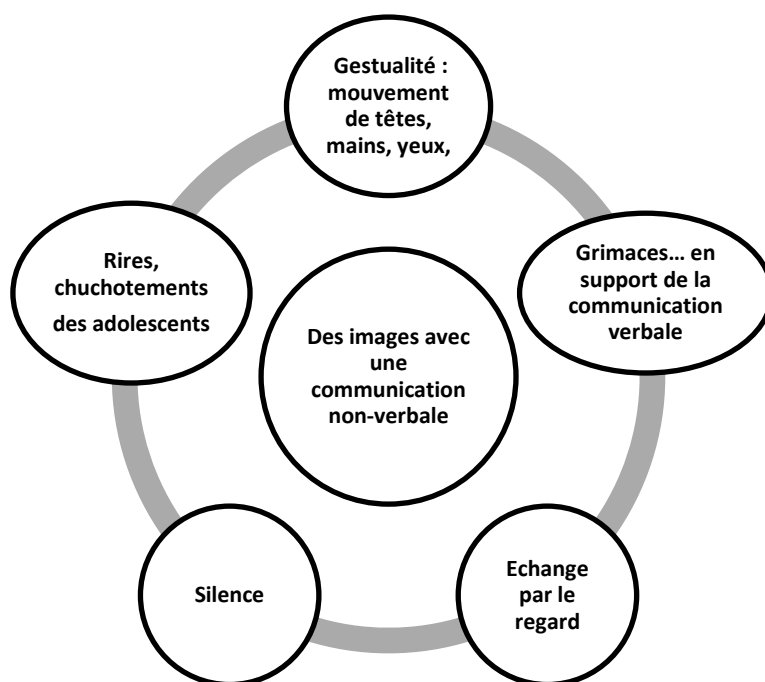 Gestualité :
mouvement
de têtes,
mains, yeux,
Rires,
chuchotements
des adolescents
Grimaces… en
support de la
communication
verbale
Des images avec
une
communication
non-verbale
Silence
Echange
par le
regard